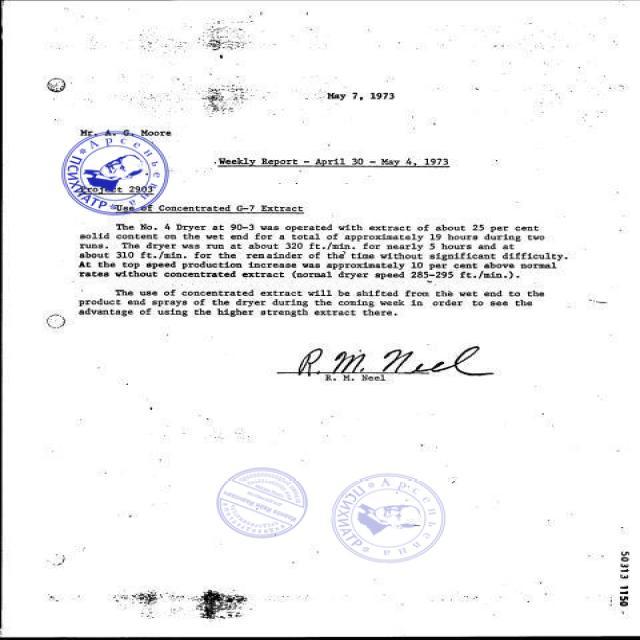 May 7, 1973
Mr. A. G. Moore
Weekly Report - April 30 - May 4, 1973
Арсеньевна
ПСИХИАТР
Project 2903
Use of Concentrated G-7 Extract
The No. 4 Dryer at 90-3 was operated with extract of about 25 per cent
solid content on the wet end for a total of approximately 19 hours during two
runs. The dryer was run at about 320 ft./min. for nearly 5 hours and at
about 310 ft./min. for the remainder of the time without significant difficulty.
At the top speed production increase was approximately 10 per cent above normal
rates without concentrated extract (normal dryer speed 285-295 ft./min.).
The use of concentrated extract will be shifted from the wet end to the
product end sprays of the dryer during the coming week in order to see the
advantage of using the higher strength extract there.
R. M. Neel
R. M. Neel
Арсеньевна
ПСИХИАТР
50313 1150